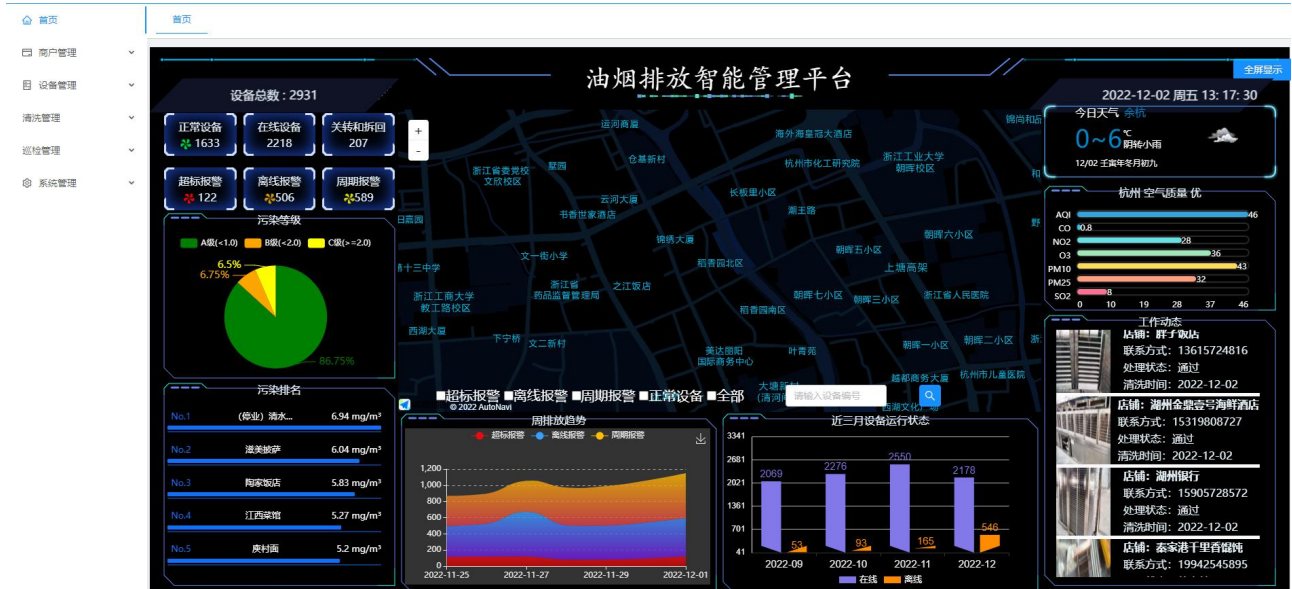 首页
商户管理
设备管理
清洗管理
巡检管理
系统管理
首页
油烟排放智能管理平台
全屏显示
设备总数 : 2931
2022-12-02 周五 13: 17: 30
正常设备
1633
在线设备
2218
关转和拆回
207
超标报警
122
离线报警
506
周期报警
589
污染等级
A级(<1.0) B级(<2.0) C级(>=2.0)
6.5%
6.75%
86.75%
污染排名
No.1 (停业) 清水... 6.94 mg/m³
No.2 滋美披萨 6.04 mg/m³
No.3 陶家饭店 5.83 mg/m³
No.4 江西菜馆 5.27 mg/m³
No.5 庾村面 5.2 mg/m³
+
-
运河商厦
海外海皇冠大酒店
锦尚和品
浙江省委党校
文欣校区
墅园
仓基新村
杭州市化工研究院
浙江工业大学
朝晖校区
云河大厦
长板里小区
书香世家酒店
潮王路
日嘉园
锦绣大厦
朝晖六小区
野
文一街小学
稻香园北区
朝晖五小区
上塘高架
第十三中学
浙江省
药品监督管理局
之江饭店
浙江工商大学
教工路校区
朝晖七小区
朝晖三小区
浙江省人民医院
稻香园南区
西湖大厦
下宁桥
文二新村
美达丽阳
国际商务中心
叶青苑
朝晖一小区
朝晖二小区
浙
越都商务大厦
杭州市儿童医院
西湖文化广场
超标报警 离线报警 周期报警 正常设备 全部
请输入设备编号
© 2022 AutoNavi
周排放趋势
超标报警 离线报警 周期报警
1,200
1,000
800
600
400
200
0
2022-11-25 2022-11-27 2022-11-29 2022-12-01
近三月设备运行状态
3341
2681
2021
1361
701
41
2069 53
2276 93
2550 165
2178 546
2022-09 2022-10 2022-11 2022-12
在线 离线
今日天气 余杭
0~6℃
阴转小雨
12/02 壬寅年冬月初九
杭州 空气质量 优
AQI 46
CO 0.8
NO2 28
O3 36
PM10 43
PM25 32
SO2 8
0 10 19 28 37 46
工作动态
店铺：胖子饭店
联系方式：13615724816
处理状态：通过
清洗时间：2022-12-02
店铺：湖州金鼎壹号海鲜酒店
联系方式：15319808727
处理状态：通过
清洗时间：2022-12-02
店铺：湖州银行
联系方式：15905728572
处理状态：通过
清洗时间：2022-12-02
店铺：泰家港千里香馄饨
联系方式：19942545895